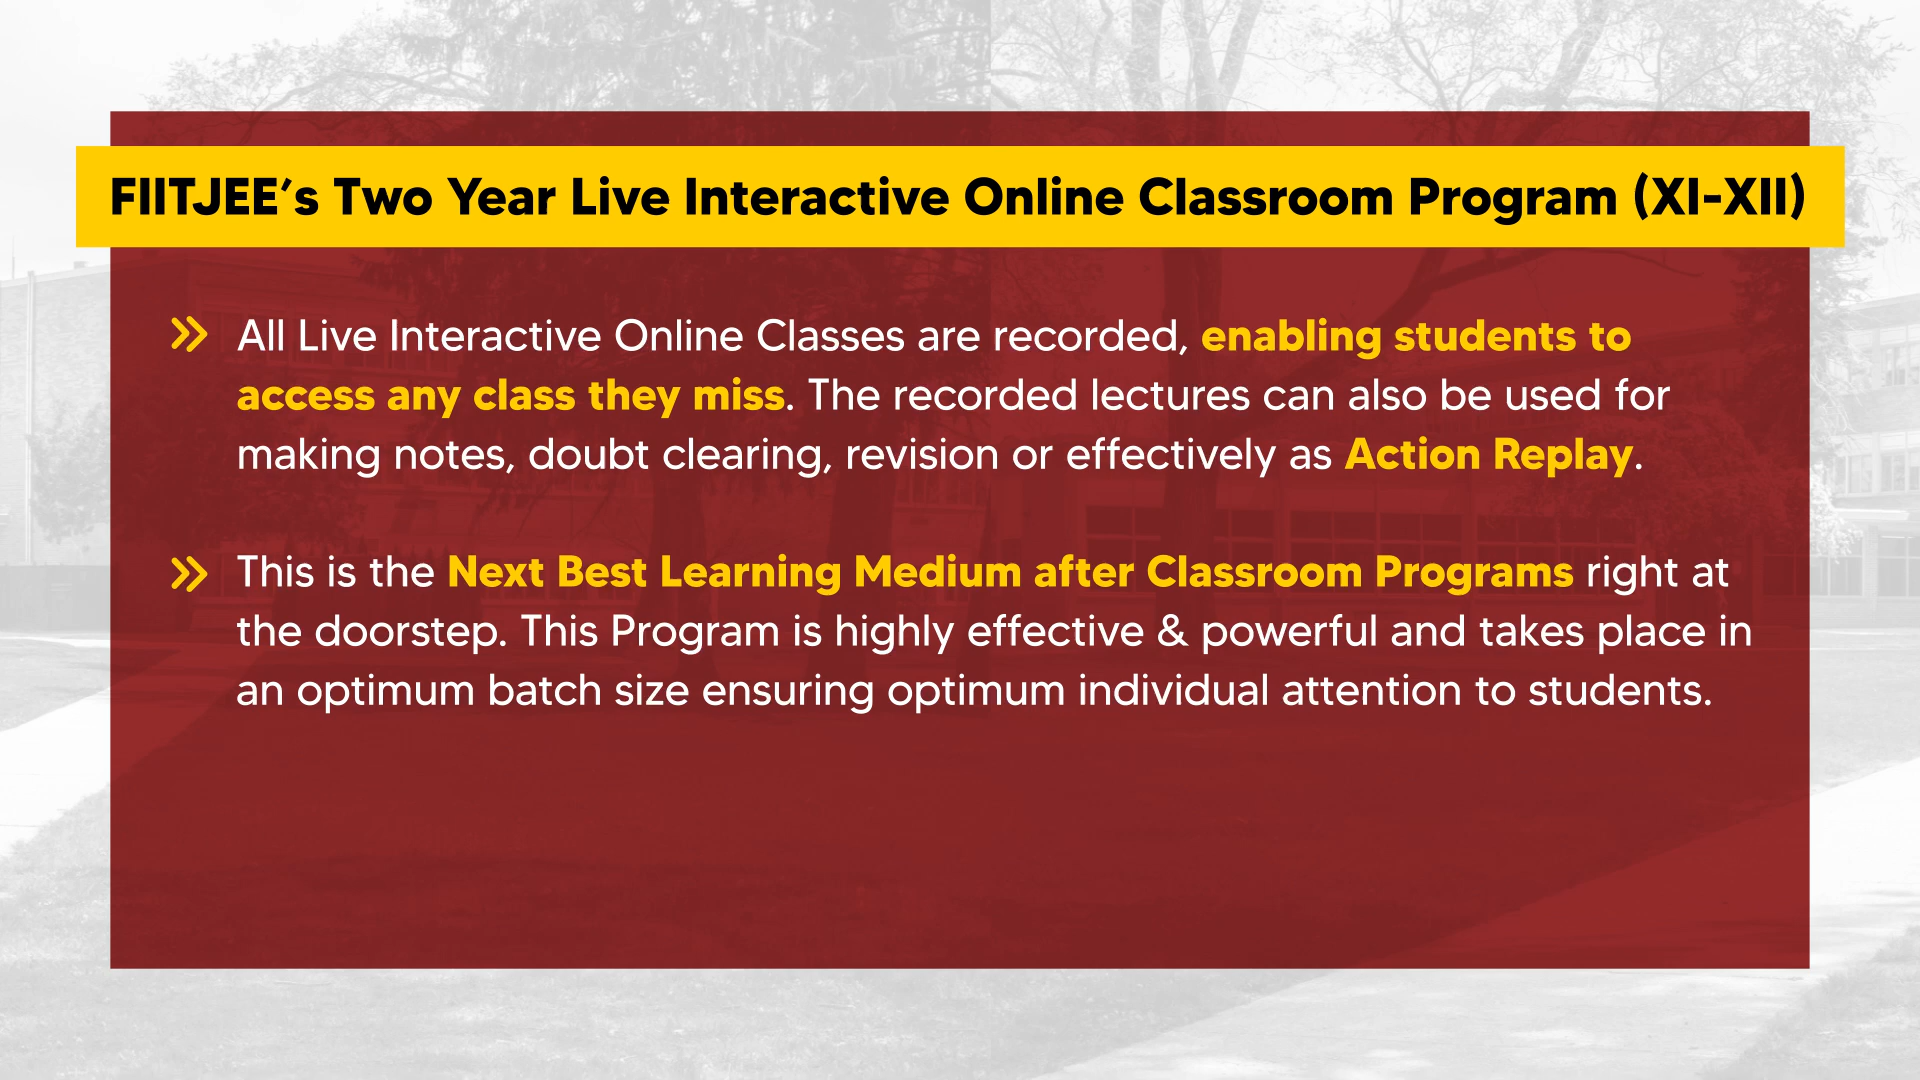 FIITJEE’s Two Year Live Interactive Online Classroom Program (XI-XII)
All Live Interactive Online Classes are recorded, enabling students to
access any class they miss. The recorded lectures can also be used for
making notes, doubt clearing, revision or effectively as Action Replay.
This is the Next Best Learning Medium after Classroom Programs right at
the doorstep. This Program is highly effective & powerful and takes place in
an optimum batch size ensuring optimum individual attention to students.